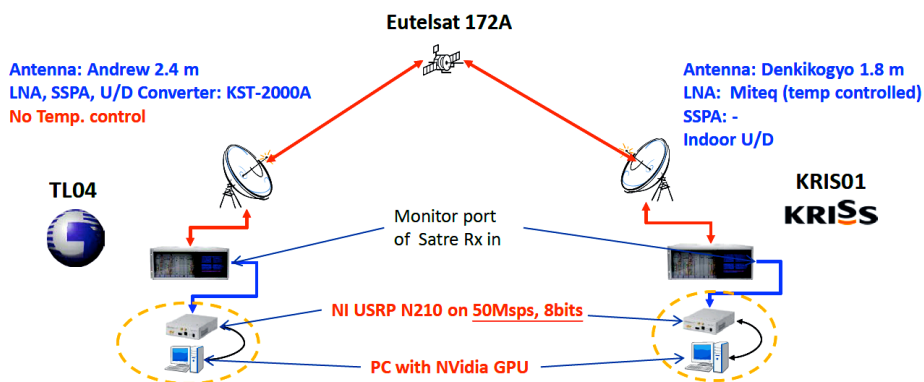 Eutelsat 172A
Antenna: Andrew 2.4 m
LNA, SSPA, U/D Converter: KST-2000A
No Temp. control
Antenna: Denkikogyo 1.8 m
LNA:  Miteq (temp controlled)
SSPA: -
Indoor U/D
TL04
KRIS01
KRISS
Monitor port
of  Satre Rx in
NI USRP N210 on 50Msps, 8bits
PC with NVidia GPU